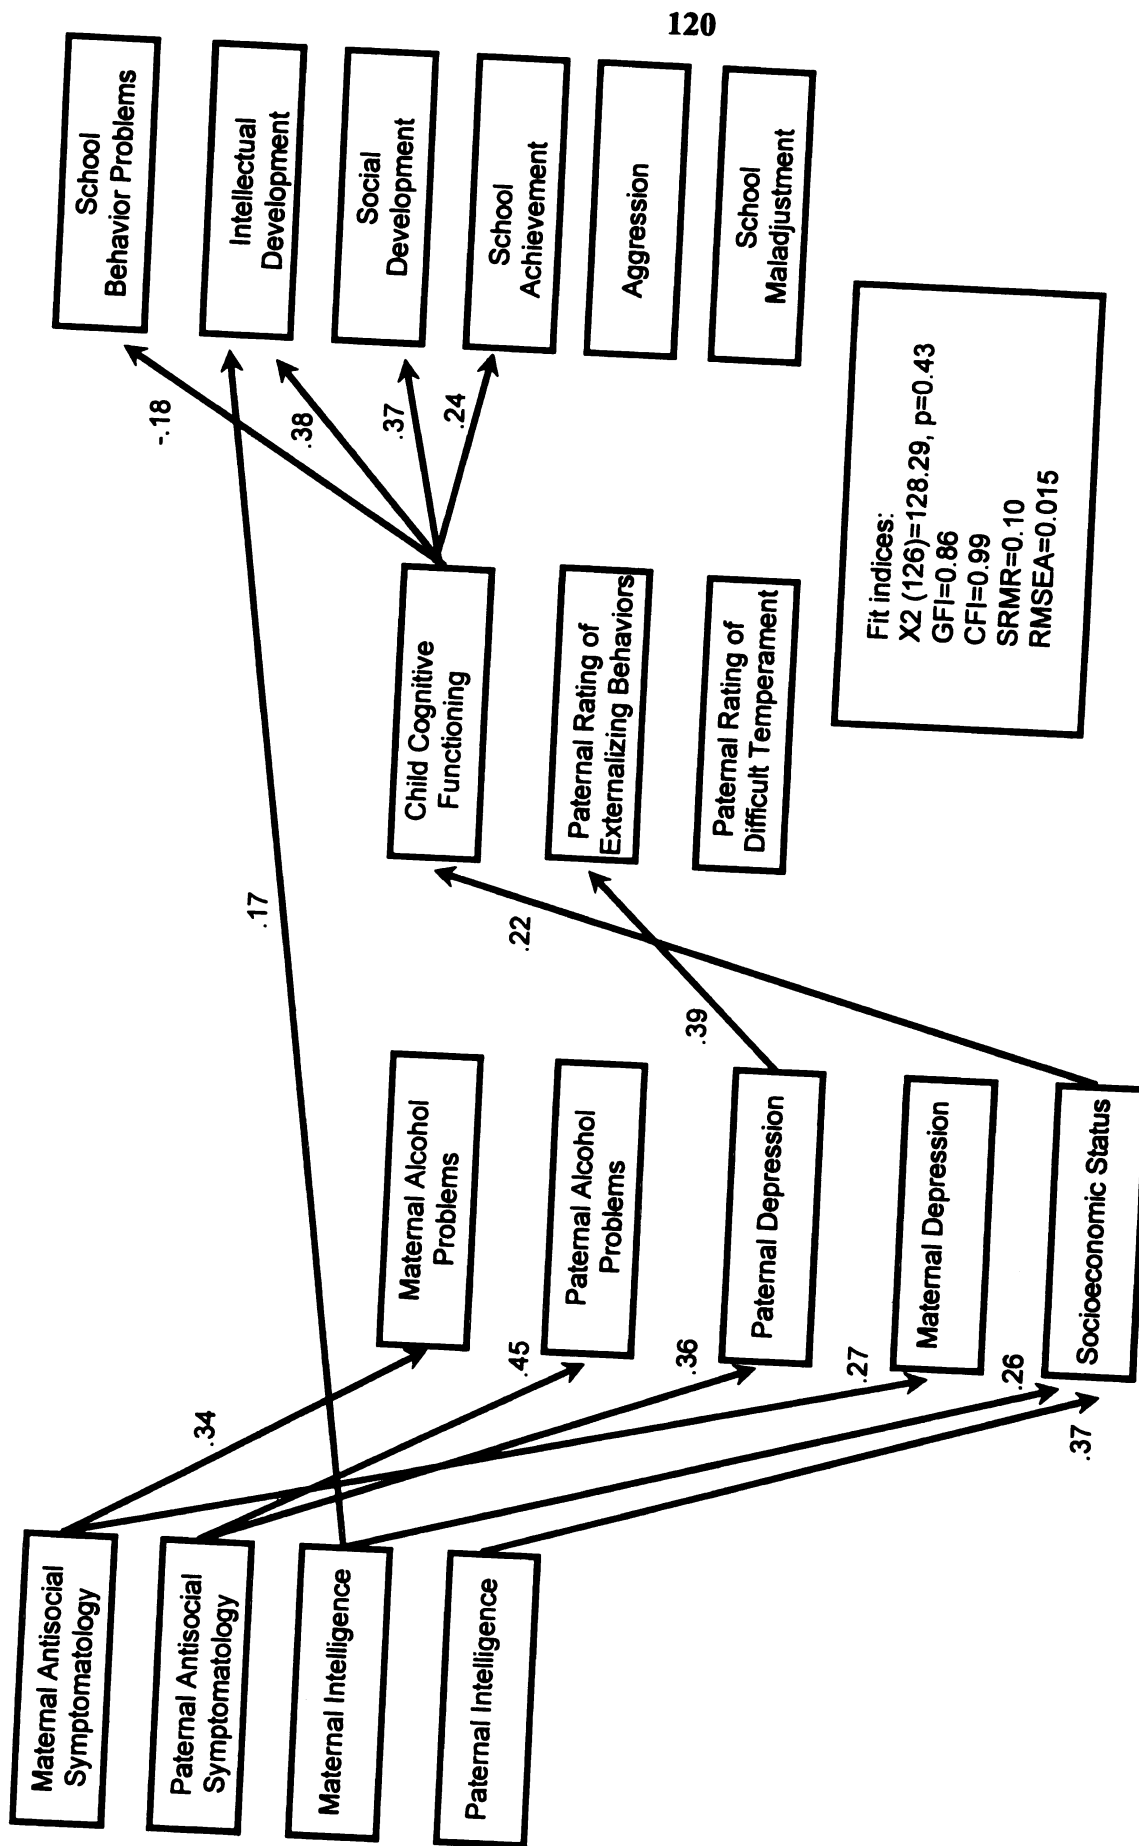 120
Maternal Antisocial
Symptomatology
Paternal Antisocial
Symptomatology
Maternal Intelligence
Paternal Intelligence
.34
.45
.36
.27
.26
.37
.17
Maternal Alcohol
Problems
Paternal Alcohol
Problems
Paternal Depression
Maternal Depression
Socioeconomic Status
.22
.39
Child Cognitive
Functioning
Paternal Rating of
Externalizing Behaviors
Paternal Rating of
Difficult Temperament
-.18
.38
.37
.24
School
Behavior Problems
Intellectual
Development
Social
Development
School
Achievement
Aggression
School
Maladjustment
Fit indices:
X2 (126)=128.29, p=0.43
GFI=0.86
CFI=0.99
SRMR=0.10
RMSEA=0.015